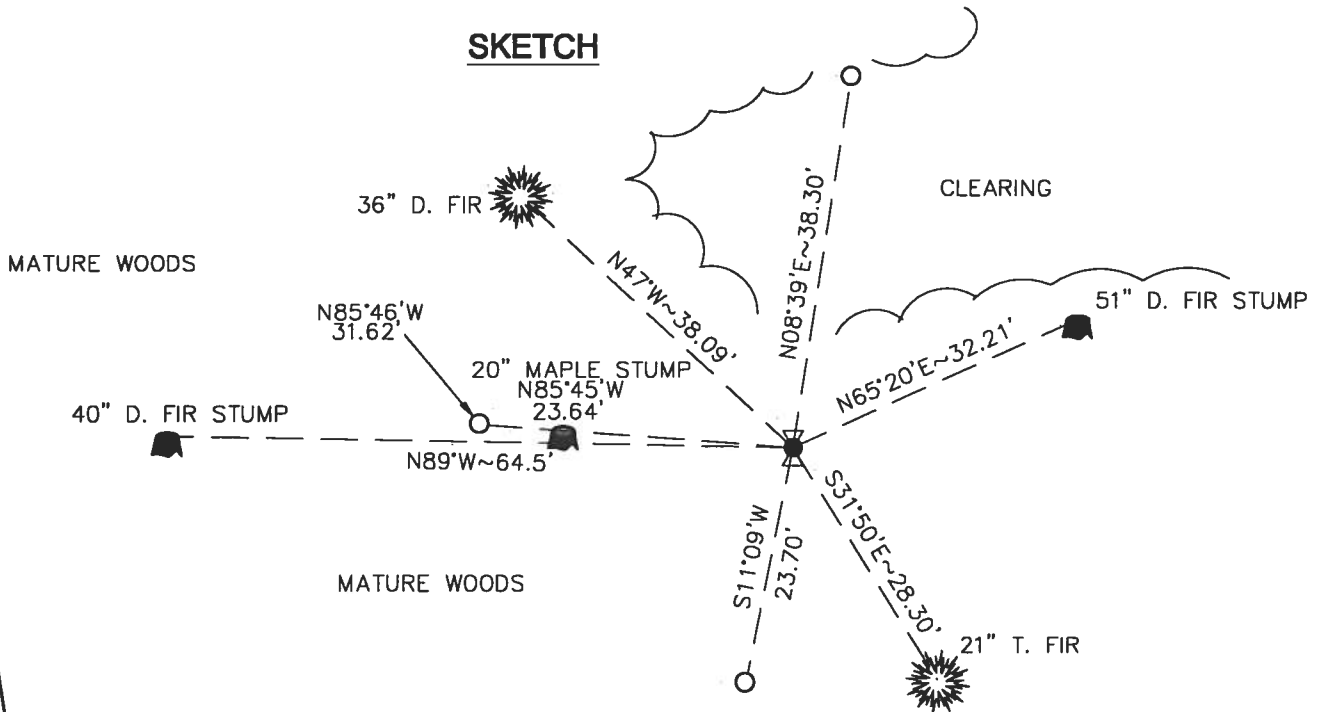 SKETCH
36" D. FIR
CLEARING
MATURE WOODS
N47°W~38.09'
N08°39'E~38.30'
51" D. FIR STUMP
N85°46'W
31.62'
N65°20'E~32.21'
20" MAPLE STUMP
N85°45'W
23.64'
40" D. FIR STUMP
N89°W~64.5'
S11°09'W
23.70'
S31°50'E~28.30'
MATURE WOODS
21" T. FIR